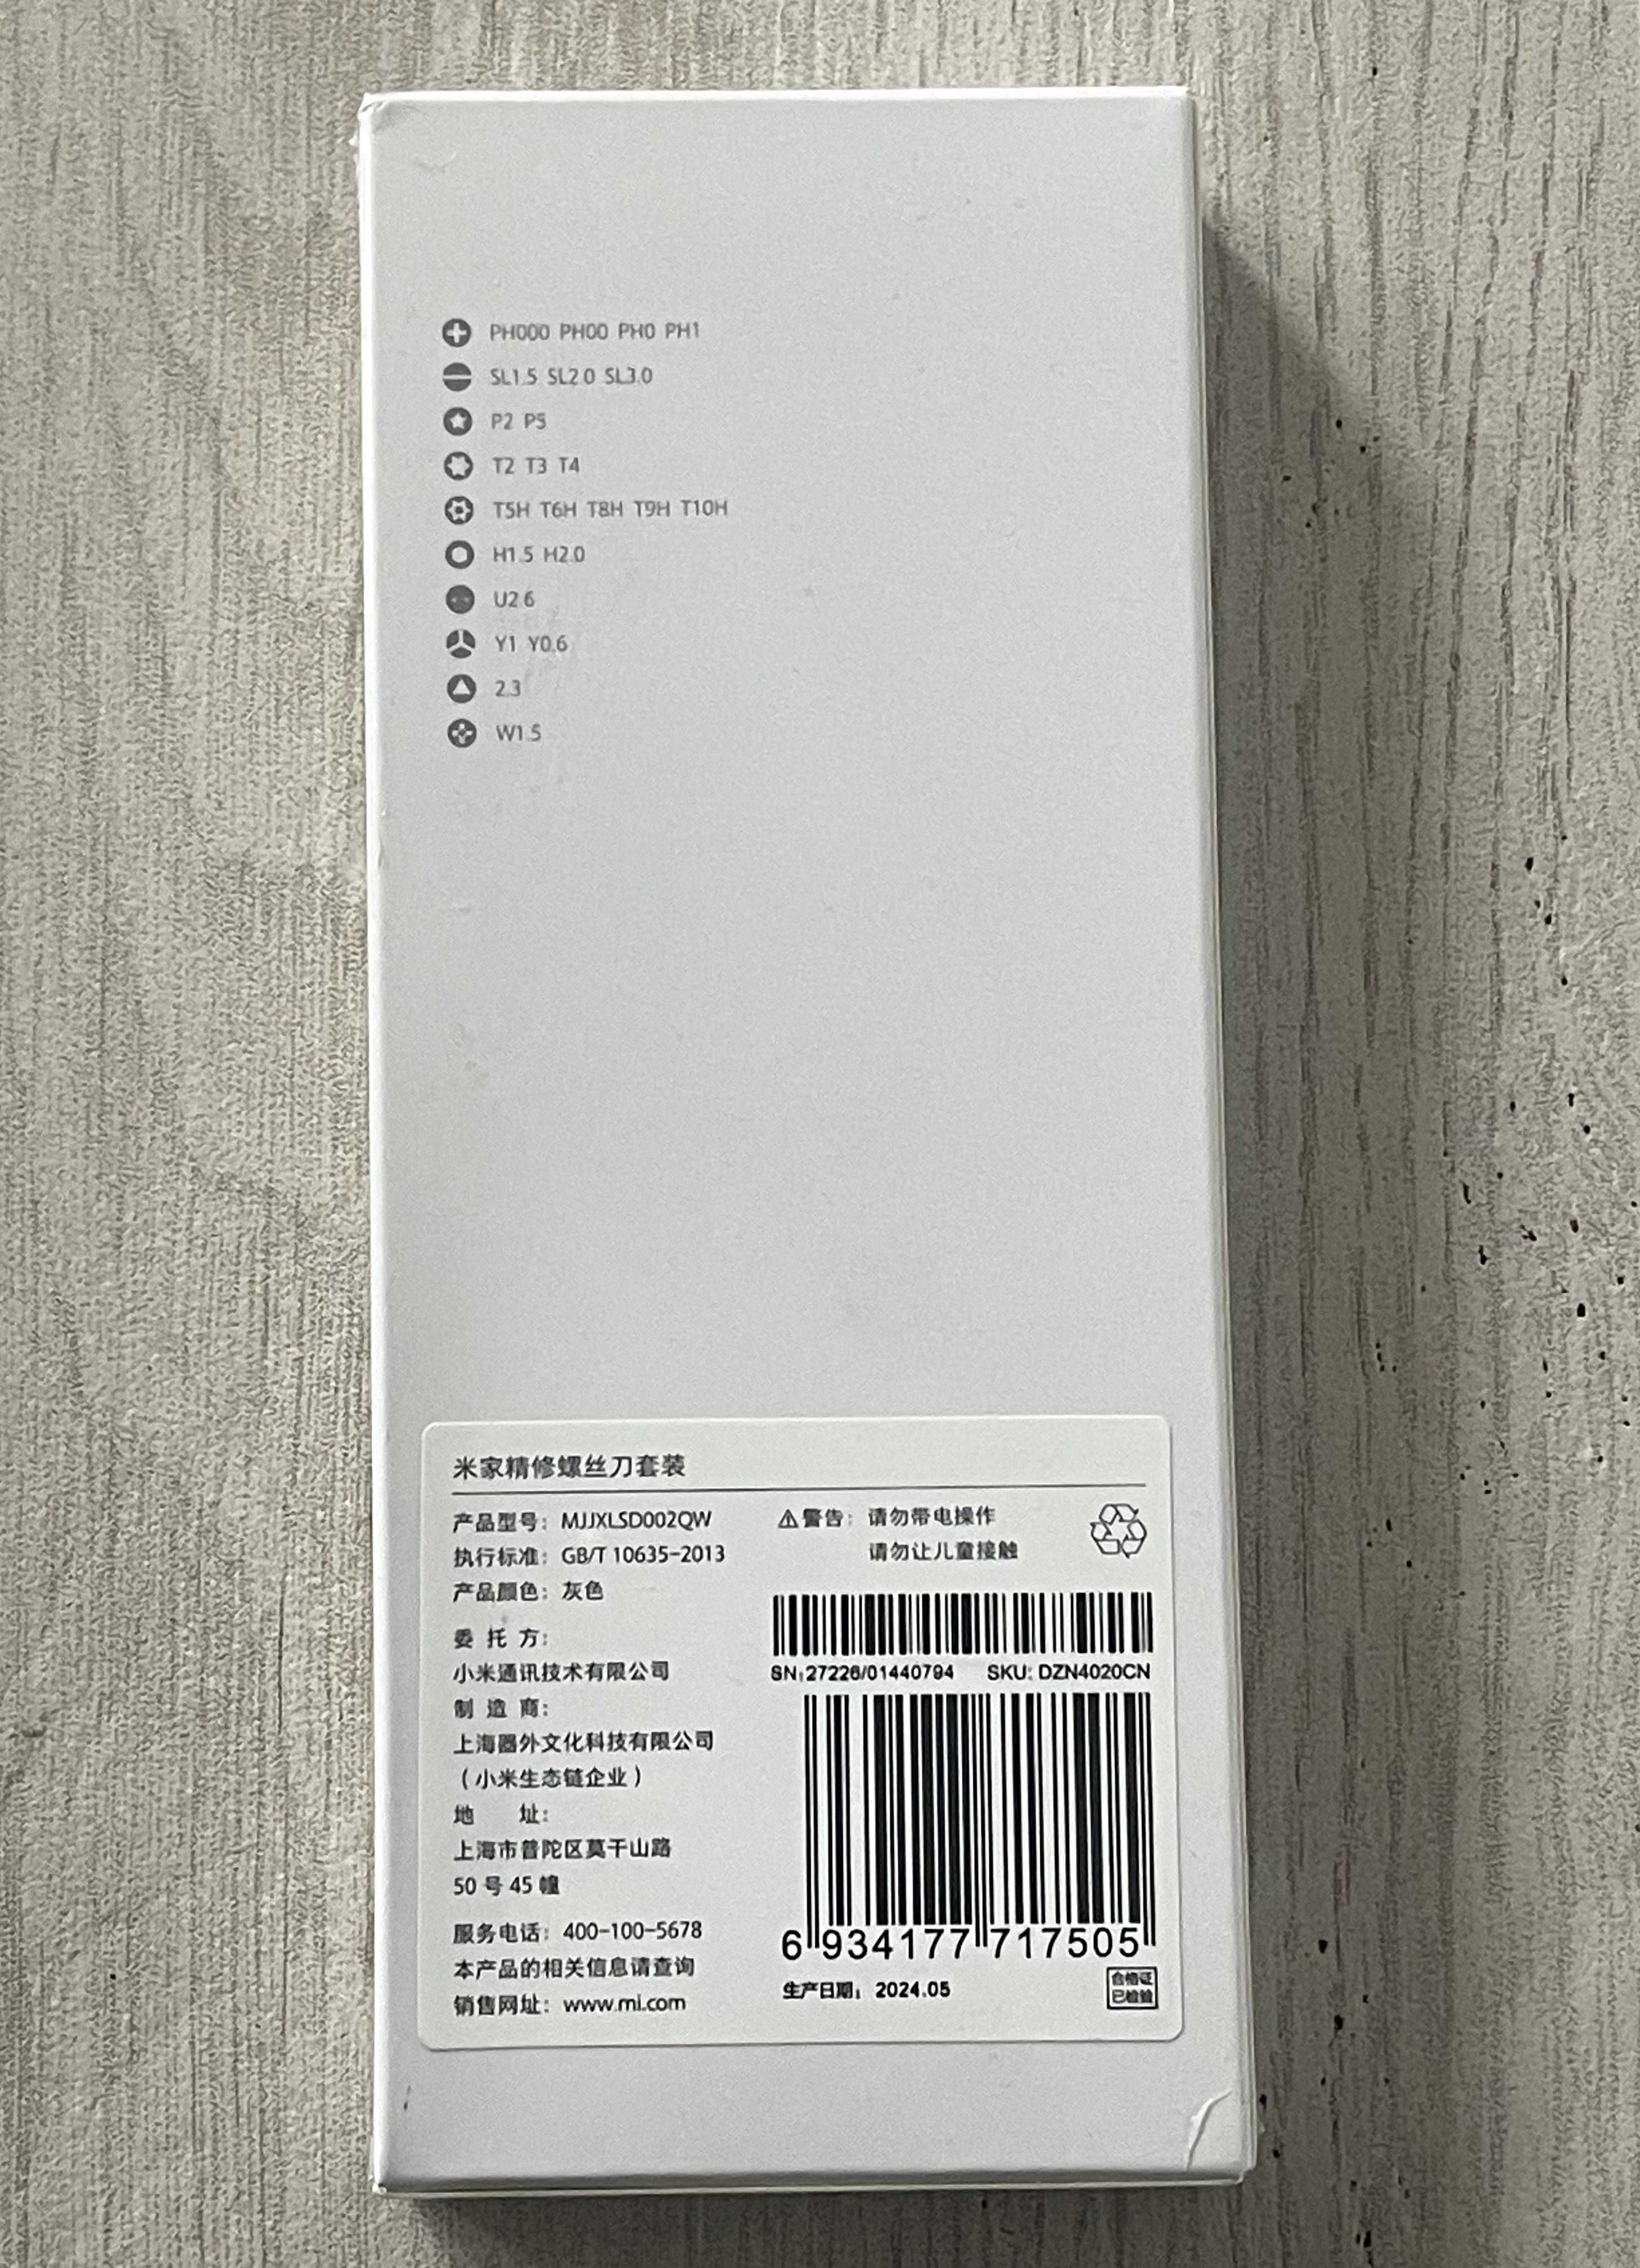 PH000 PH00 PH0 PH1
SL1.5 SL2.0 SL3.0
P2 P5
T2 T3 T4
T5H T6H T8H T9H T10H
H1.5 H2.0
U2.6
Y1 Y0.6
2.3
W1.5
米家精修螺丝刀套装
产品型号：MJJXLSD002QW
执行标准：GB/T 10635-2013
产品颜色：灰色
委 托 方：
小米通讯技术有限公司
制 造 商：
上海器外文化科技有限公司
（小米生态链企业）
地 址：
上海市普陀区莫干山路
50 号 45 幢
服务电话：400-100-5678
本产品的相关信息请查询
销售网址：www.mi.com
⚠警告：请勿带电操作
请勿让儿童接触
SN:27226/01440794 SKU: DZN4020CN
6 934177 717505
生产日期：2024.05
合格证
已检验